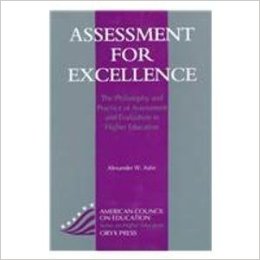 ASSESSMENT
FOR
EXCELLENCE
The Philosophy and
Practice of Assessment
and Evaluation in
Higher Education
Alexander W. Astin
AMERICAN COUNCIL
ON EDUCATION
Series on Higher Education
ORYX PRESS